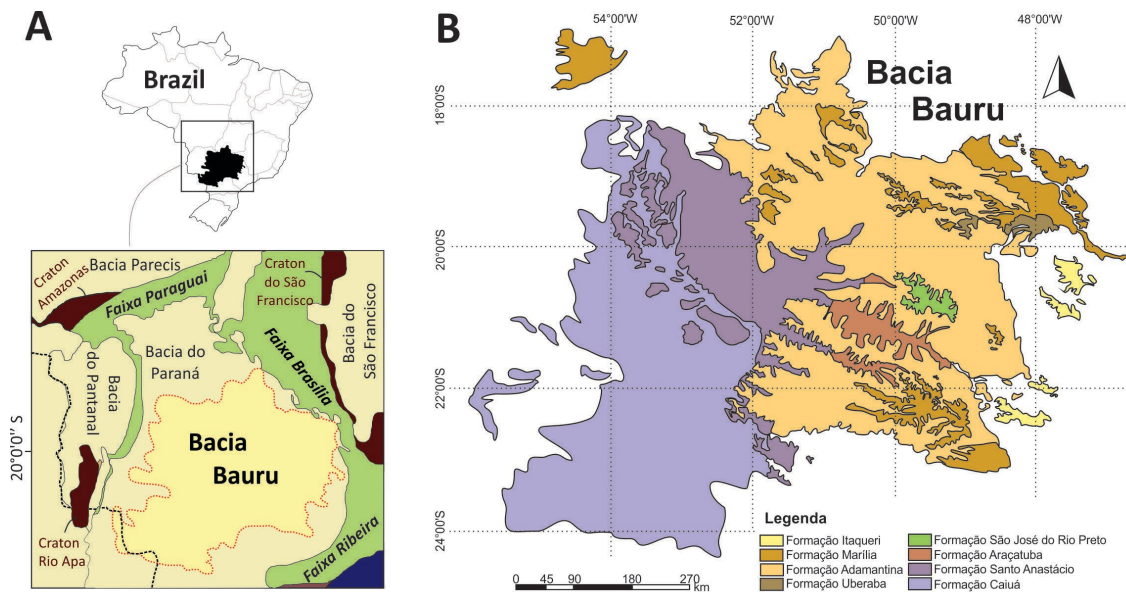 A
Brazil
Craton
Amazonas
Bacia Parecis
Faixa Paraguai
Craton
do São
Francisco
Bacia do
São Francisco
Bacia do
Paraná
Faixa Brasília
Bacia
do Pantanal
Bacia
Bauru
20°0'0'' S
Craton
Rio Apa
Faixa Ribeira
B
54°00'W
52°00'W
50°00'W
48°00'W
Bacia
Bauru
18°00'S
20°00'S
22°00'S
24°00'S
Legenda
Formação Itaqueri
Formação Marília
Formação Adamantina
Formação Uberaba
Formação São José do Rio Preto
Formação Araçatuba
Formação Santo Anastácio
Formação Caiuá
0 45 90 180 270
km